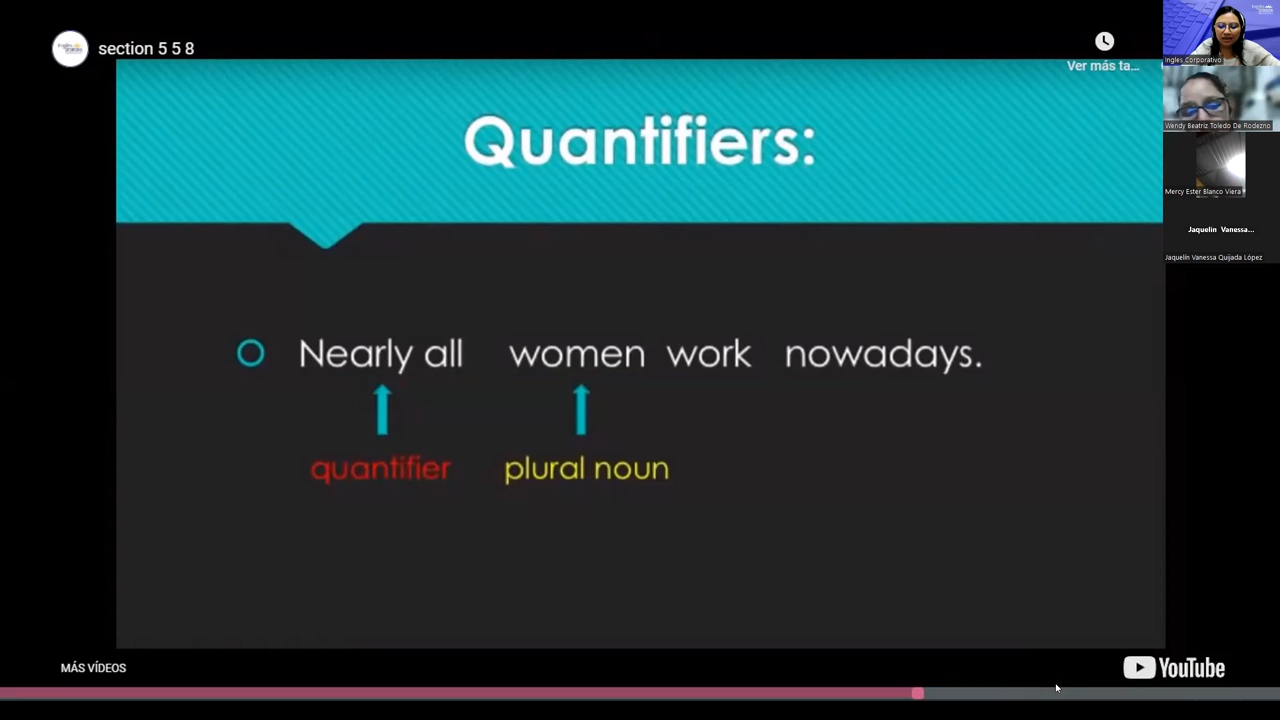 section 5 5 8
Ver más ta...
Quantifiers:
Nearly all women work nowadays.
quantifier plural noun
MÁS VÍDEOS
YouTube
Ingles Corporativo
Wendy Beatriz Toledo De Rodezno
Mercy Ester Blanco Viera
Jaquelin Vanessa...
Jaquelín Vanessa Quijada López